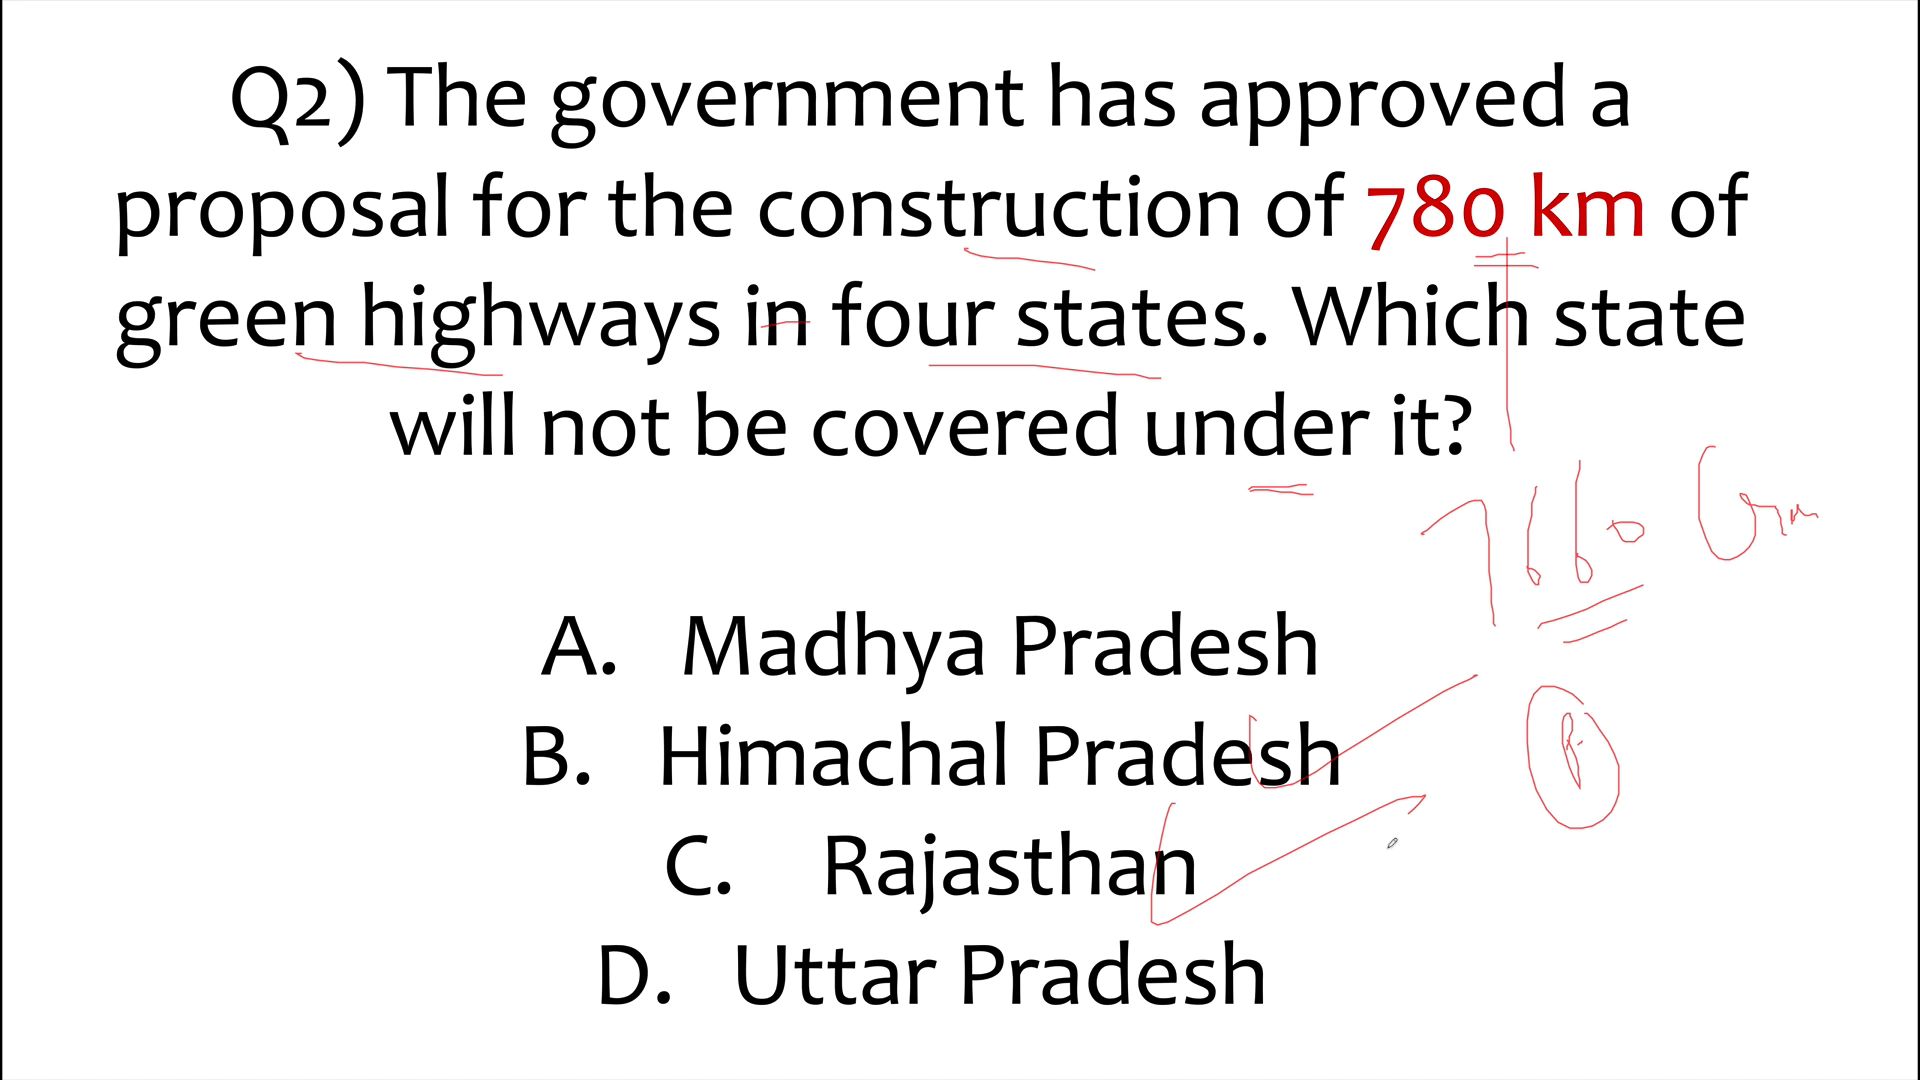 Q2) The government has approved a
proposal for the construction of 780 km of
green highways in four states. Which state
will not be covered under it?
7660
A. Madhya Pradesh
B. Himachal Pradesh
C. Rajasthan
D. Uttar Pradesh